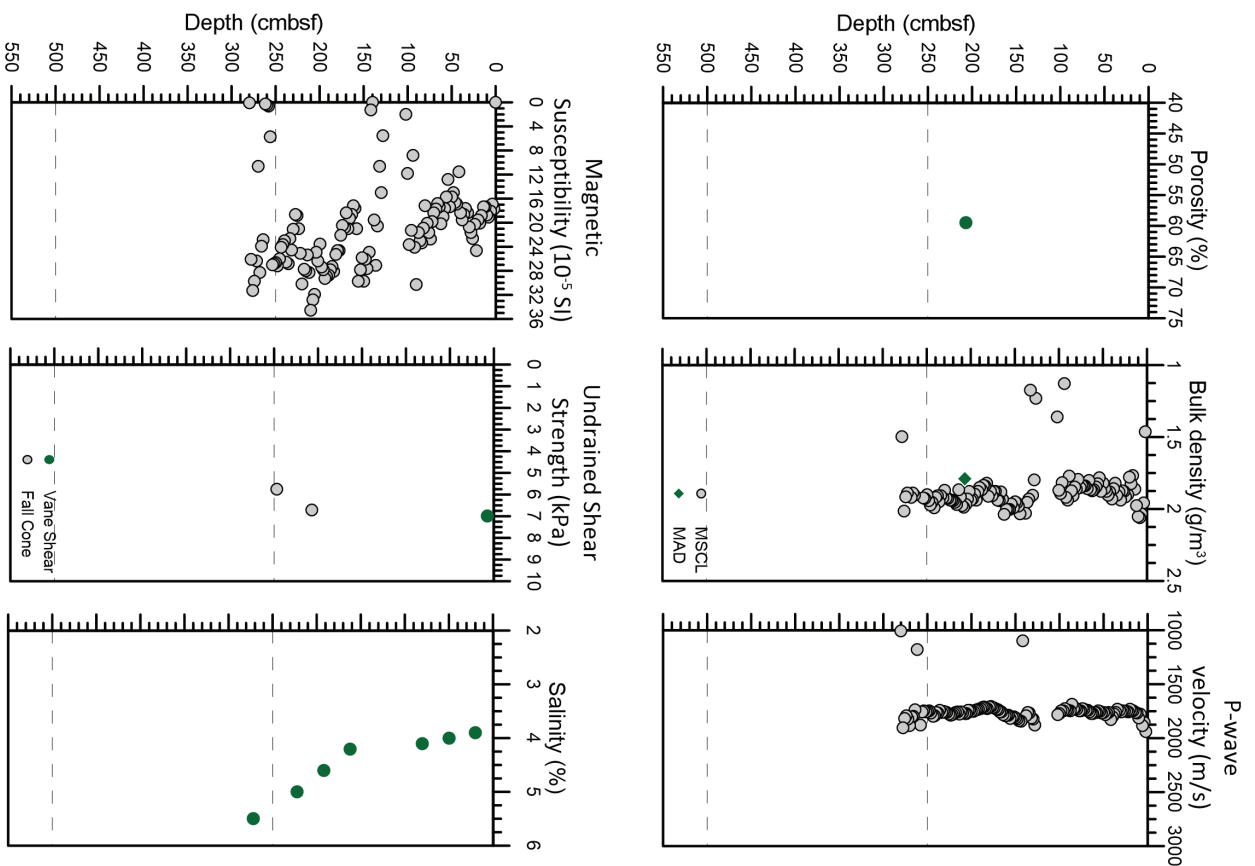 Porosity (%)
40 45 50 55 60 65 70 75
Bulk density (g/m³)
1 1.5 2 2.5
P-wave
velocity (m/s)
1000 1500 2000 2500 3000
Depth (cmbsf)
0
50
100
150
200
250
300
350
400
450
500
550
MSCL
MAD
Magnetic
Susceptibility (10⁻⁵ SI)
0 4 8 12 16 20 24 28 32 36
Undrained Shear
Strength (kPa)
0 1 2 3 4 5 6 7 8 9 10
Salinity (%)
2 3 4 5 6
Depth (cmbsf)
0
50
100
150
200
250
300
350
400
450
500
550
Vane Shear
Fall Cone